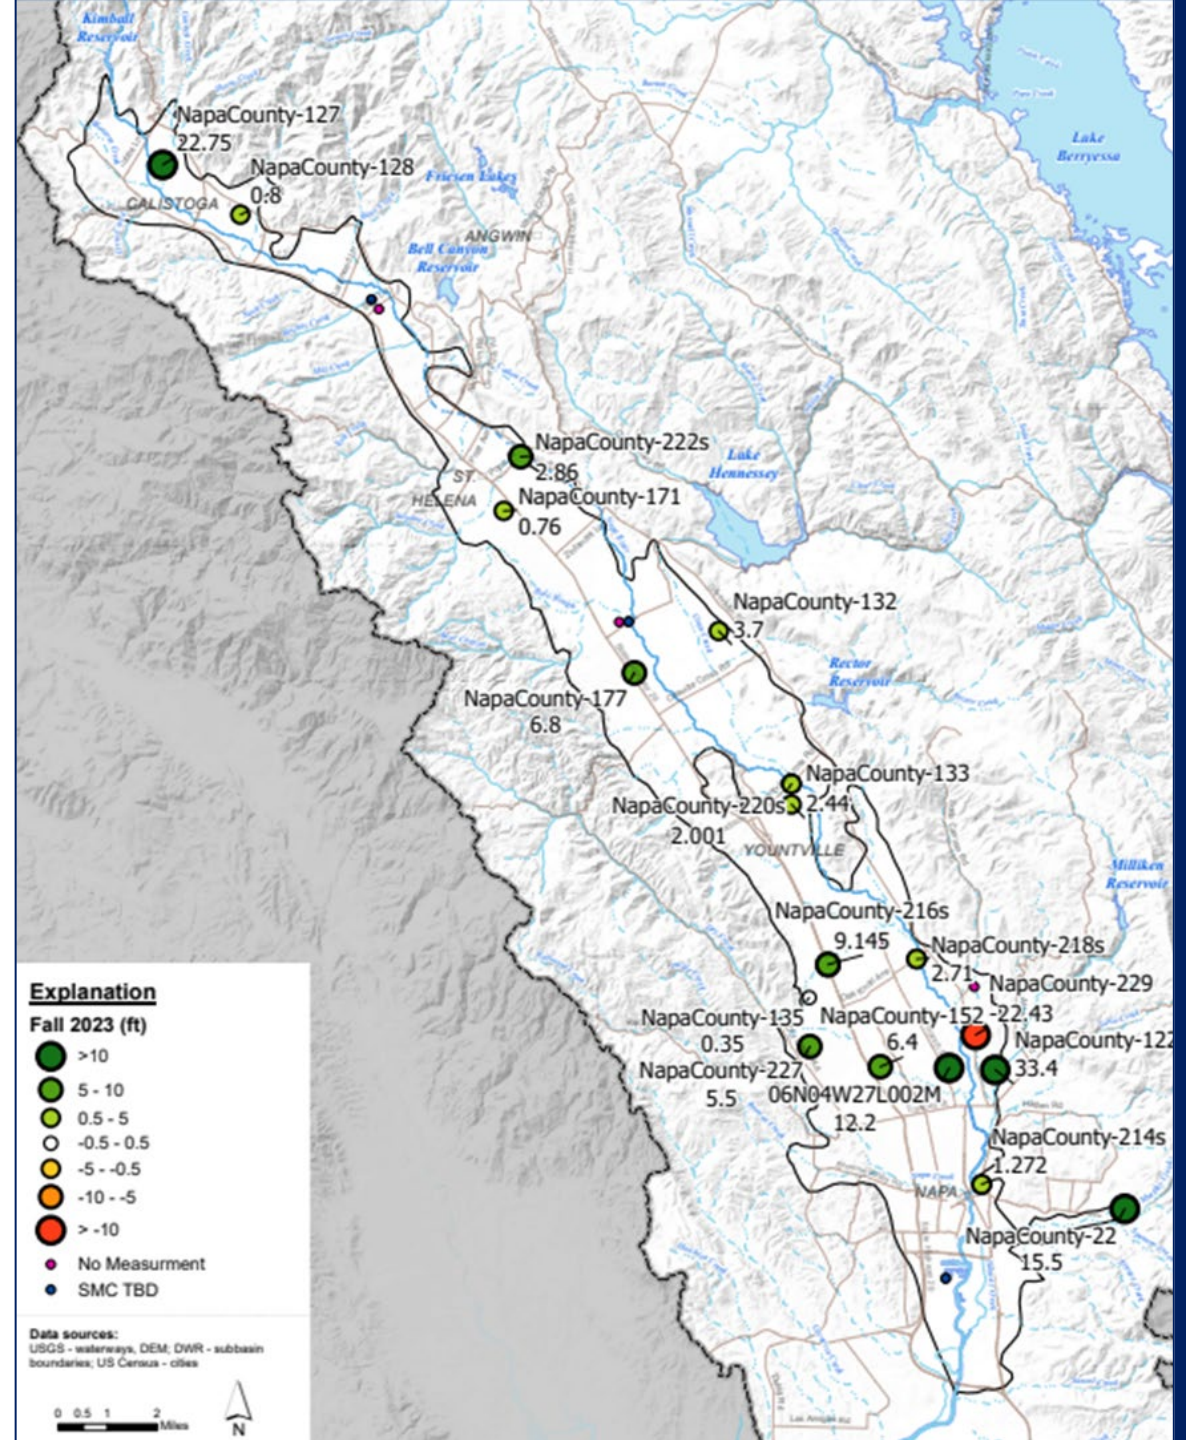 Kimball
Reservoir
NapaCounty-127
22.75
NapaCounty-128
0.8
CALISTOGA
Friesen Lakes
ANGWIN
Bell Canyon
Reservoir
Lake
Berryessa
NapaCounty-222s
2.86
ST.
HELENA
NapaCounty-171
0.76
Lake
Hennessey
NapaCounty-132
3.7
Rector
Reservoir
NapaCounty-177
6.8
NapaCounty-133
2.44
NapaCounty-220s
2.001
YOUNTVILLE
Milliken
Reservoir
NapaCounty-216s
9.145
NapaCounty-218s
2.71
NapaCounty-229
-22.43
NapaCounty-135
0.35
NapaCounty-152
6.4
NapaCounty-122
33.4
NapaCounty-227
5.5
06N04W27L002M
12.2
NapaCounty-214s
1.272
NAPA
NapaCounty-22
15.5
Explanation
Fall 2023 (ft)
>10
5 - 10
0.5 - 5
-0.5 - 0.5
-5 - -0.5
-10 - -5
> -10
No Measurment
SMC TBD
Data sources:
USGS - waterways, DEM; DWR - subbasin
boundaries; US Census - cities
0 0.5 1 2
Miles
N
Las Amigas Rd